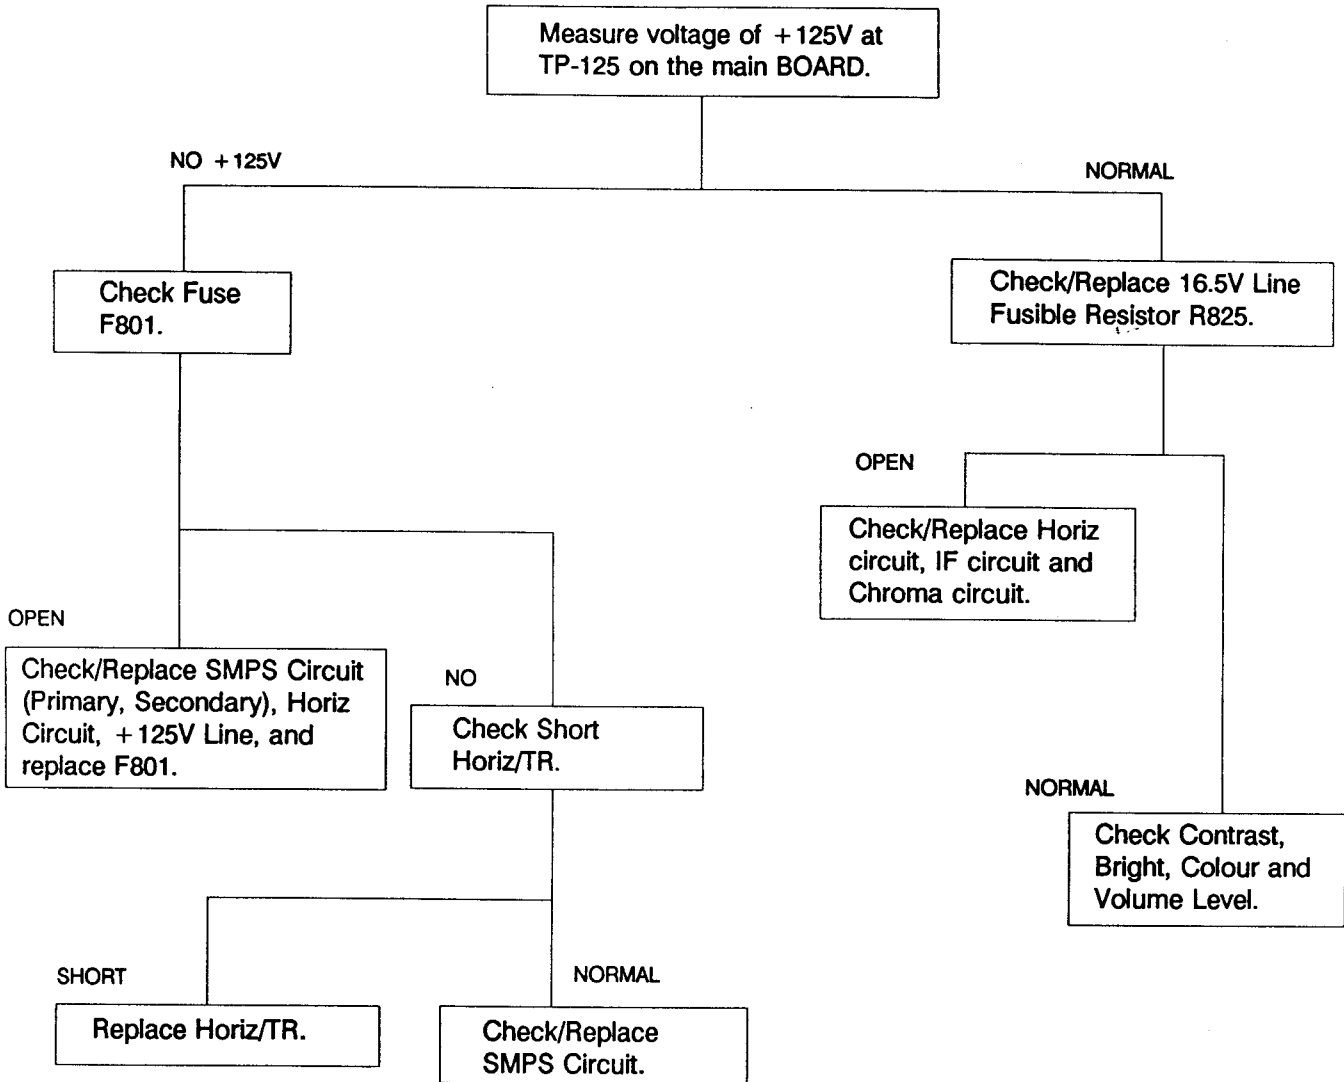 Measure voltage of +125V at
TP-125 on the main BOARD.
NO +125V
NORMAL
Check Fuse
F801.
Check/Replace 16.5V Line
Fusible Resistor R825.
OPEN
Check/Replace Horiz
circuit, IF circuit and
Chroma circuit.
OPEN
Check/Replace SMPS Circuit
(Primary, Secondary), Horiz
Circuit, +125V Line, and
replace F801.
NO
Check Short
Horiz/TR.
NORMAL
Check Contrast,
Bright, Colour and
Volume Level.
SHORT
Replace Horiz/TR.
NORMAL
Check/Replace
SMPS Circuit.